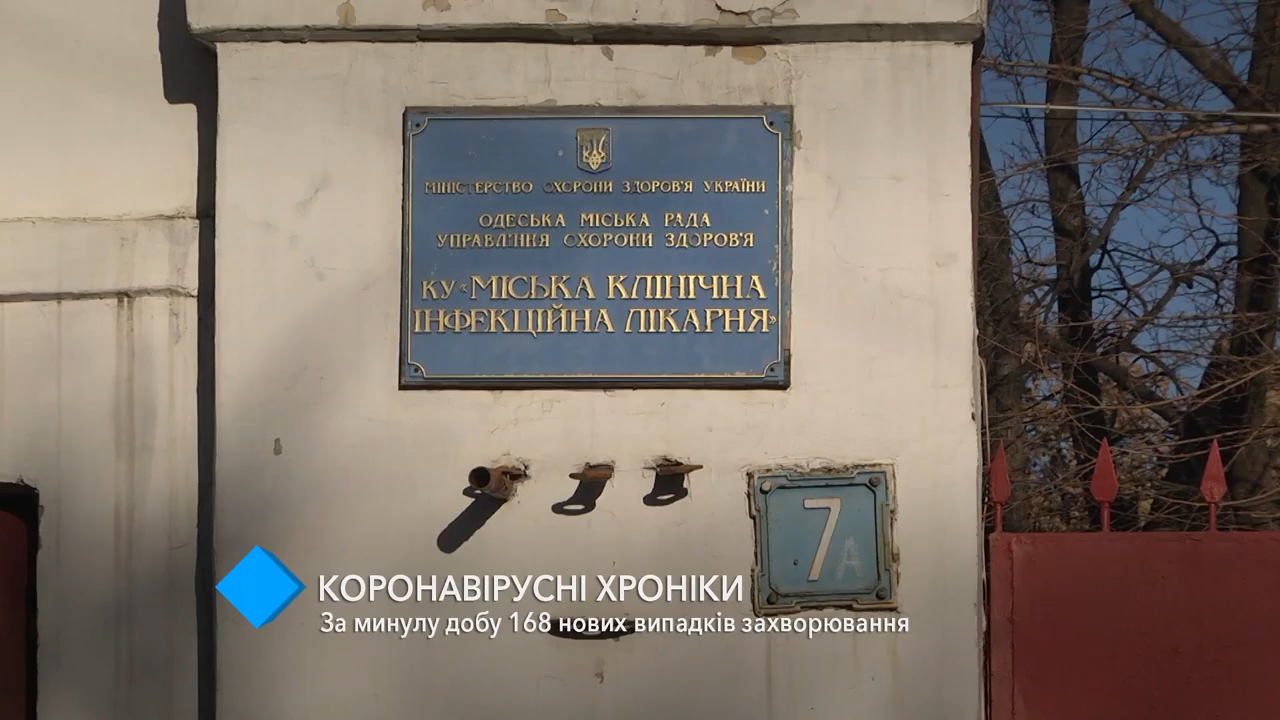 МІНІСТЕРСТВО ОХОРОНИ ЗДОРОВ'Я УКРАЇНИ
ОДЕСЬКА МІСЬКА РАДА
УПРАВЛІННЯ ОХОРОНИ ЗДОРОВ'Я
КУ «МІСЬКА КЛІНІЧНА
ІНФЕКЦІЙНА ЛІКАРНЯ»
7А
КОРОНАВІРУСНІ ХРОНІКИ
За минулу добу 168 нових випадків захворювання